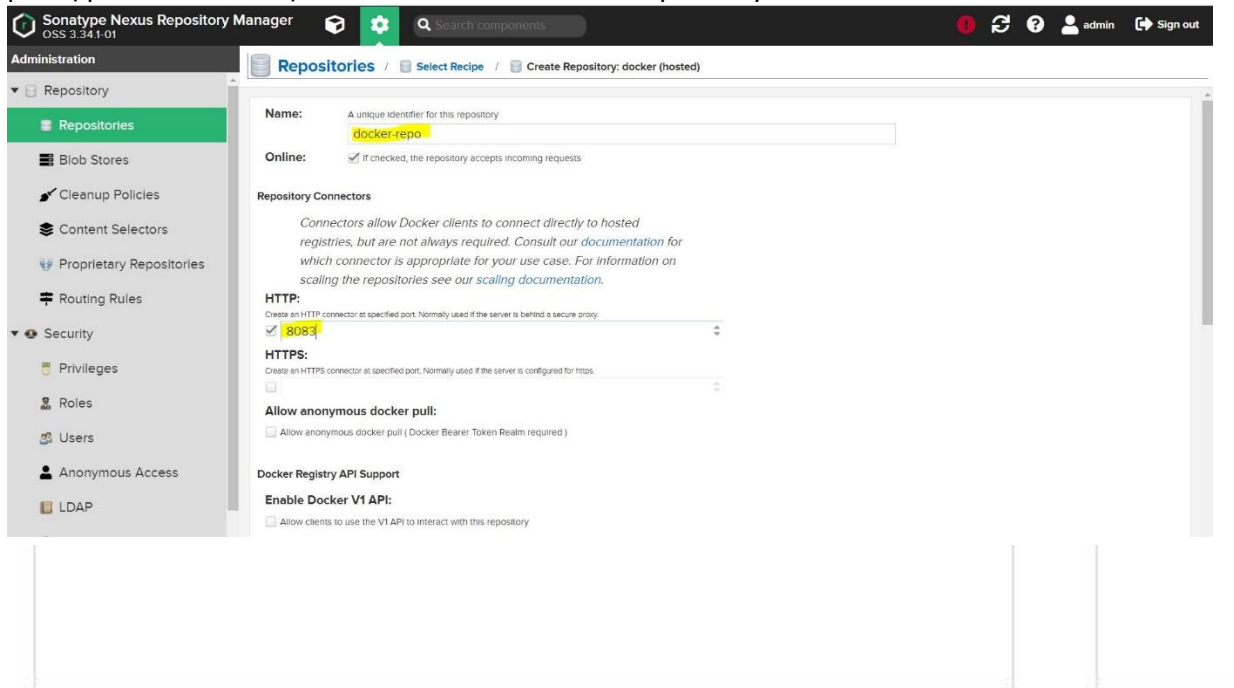 Sonatype Nexus Repository Manager
OSS 3.34.1-01
Search components
admin
Sign out
Administration
Repositories / Select Recipe / Create Repository: docker (hosted)
Repository
Repositories
Blob Stores
Cleanup Policies
Content Selectors
Proprietary Repositories
Routing Rules
Security
Privileges
Roles
Users
Anonymous Access
LDAP
Name:
A unique identifier for this repository
docker-repo
Online:
If checked, the repository accepts incoming requests
Repository Connectors
Connectors allow Docker clients to connect directly to hosted
registries, but are not always required. Consult our documentation for
which connector is appropriate for your use case. For information on
scaling the repositories see our scaling documentation.
HTTP:
Create an HTTP connector at specified port. Normally used if the server is behind a secure proxy.
8083
HTTPS:
Create an HTTPS connector at specified port. Normally used if the server is configured for https.
Allow anonymous docker pull:
Allow anonymous docker pull ( Docker Bearer Token Realm required )
Docker Registry API Support
Enable Docker V1 API:
Allow clients to use the V1 API to interact with this repository